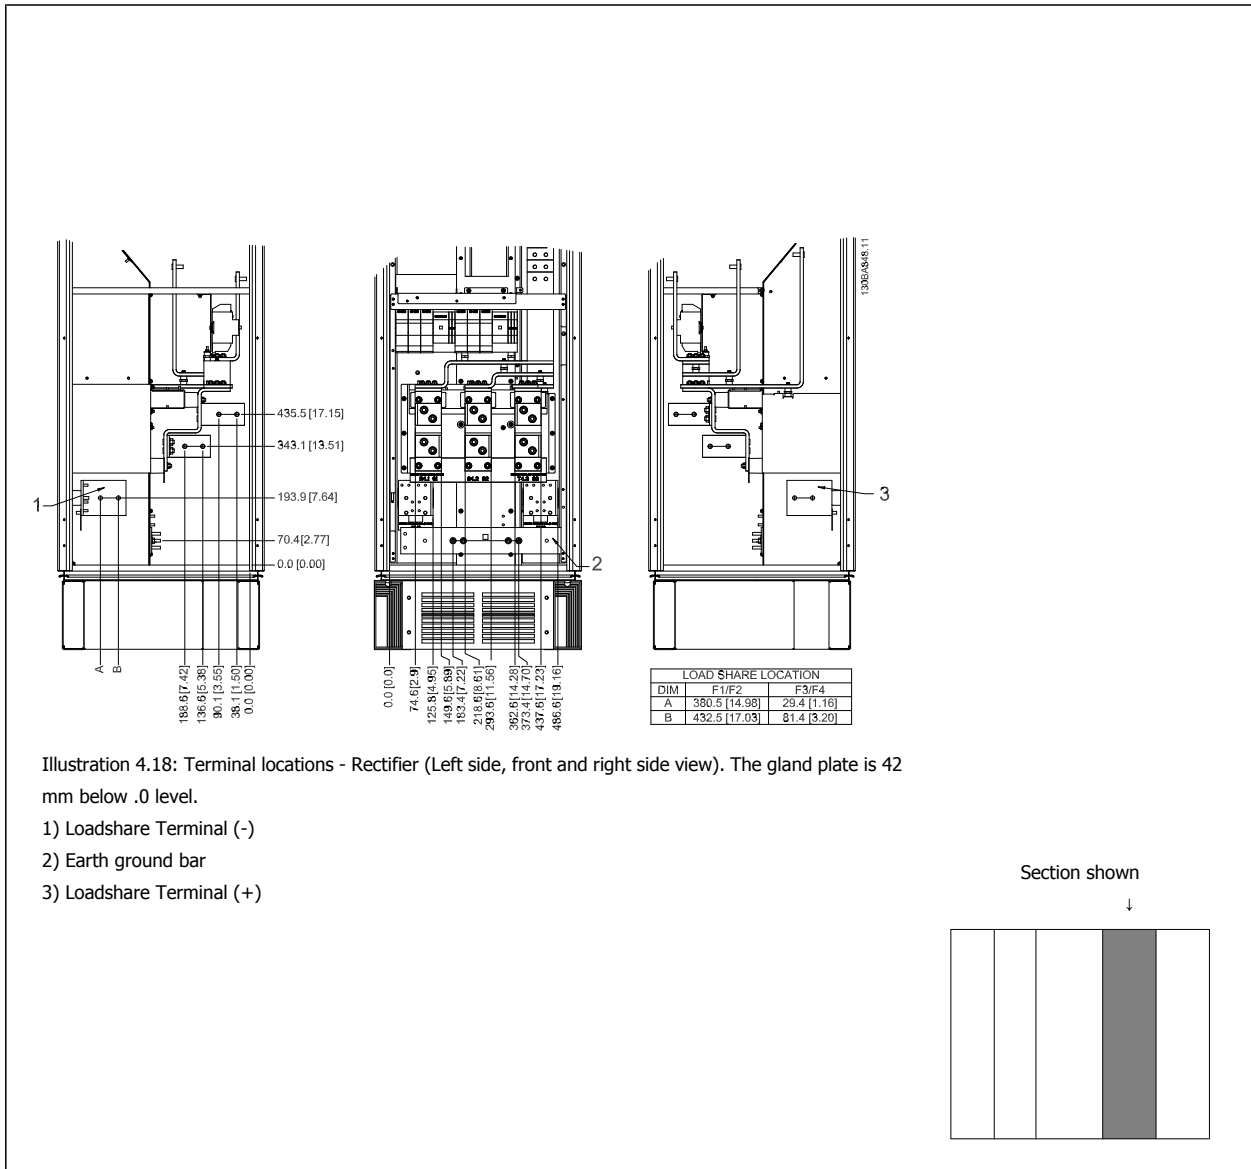 130BA848.11
435.5 [17.15]
343.1 [13.51]
193.9 [7.64]
70.4[2.77]
0.0 [0.00]
1
2
3
A
B
188.6[7.42]
136.6[5.38]
90.1 [3.55]
38.1 [1.50]
0.0 [0.00]
0.0 [0.0]
74.6[2.9]
125.8[4.95]
149.6[5.89]
183.4[7.22]
218.6[8.61]
293.6[11.56]
362.6[14.28]
373.4[14.70]
437.6[17.23]
486.6[19.16]
LOAD SHARE LOCATION
DIM F1/F2 F3/F4
A 380.5 [14.98] 29.4 [1.16]
B 432.5 [17.03] 81.4 [3.20]
Illustration 4.18: Terminal locations - Rectifier (Left side, front and right side view). The gland plate is 42
mm below .0 level.
1) Loadshare Terminal (-)
2) Earth ground bar
3) Loadshare Terminal (+)
Section shown
↓